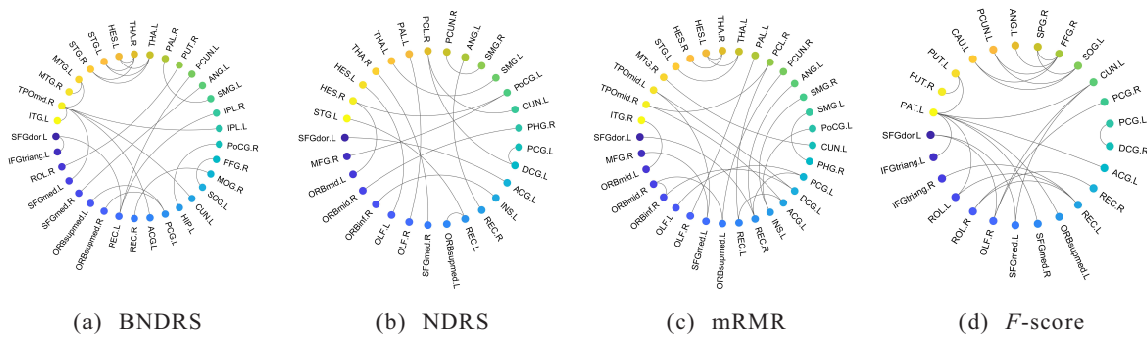 THA.L
PAL.R
PUT.R
PCUN.L
ANG.L
SMG.L
IPL.R
IPL.L
PoCG.R
FFG.R
MOG.R
SOG.L
CUN.L
HIP.L
PCG.L
ACG.L
REC.R
REC.L
ORBsupmed.R
ORBsupmed.L
SFGmed.R
SFGmed.L
ROL.R
IFGtriang.L
SFGdor.L
ITG.L
TPOmid.R
MTG.R
MTG.L
STG.R
STG.L
HES.L
THA.R
(a) BNDRS
PCL.R
PCUN.R
ANG.L
SMG.R
SMG.L
PoCG.L
CUN.L
PHG.R
PCG.L
DCG.L
ACG.L
INS.L
REC.R
REC.L
ORBsupmed.L
SFGmed.R
OLF.R
OLF.L
ORBinf.R
ORBmid.L
MFG.R
SFGdor.L
STG.L
HES.R
HES.L
THA.R
THA.L
PAL.L
(b) NDRS
THA.L
PAL.L
PCL.R
PCUN.R
ANG.L
SMG.R
SMG.L
PoCG.L
CUN.L
PHG.R
PCG.L
DCG.L
ACG.L
INS.L
REC.R
REC.L
ORBsupmed.L
SFGmed.L
OLF.R
OLF.L
ORBinf.R
ORBmid.R
ORBmid.L
MFG.R
SFGdor.L
ITG.R
TPOmid.R
TPOmid.L
MTG.R
STG.L
HES.R
HES.L
THA.R
(c) mRMR
ANG.L
SPG.R
FFG.R
SOG.L
CUN.L
PCG.R
PCG.L
DCG.R
ACG.L
REC.R
REC.L
ORBsupmed.L
SFGmed.R
SFGmed.L
OLF.R
ROL.R
ROL.L
IFGtriang.R
IFGtriang.L
SFGdor.L
PAL.L
PUT.R
PUT.L
CAU.L
PCUN.L
(d) F-score